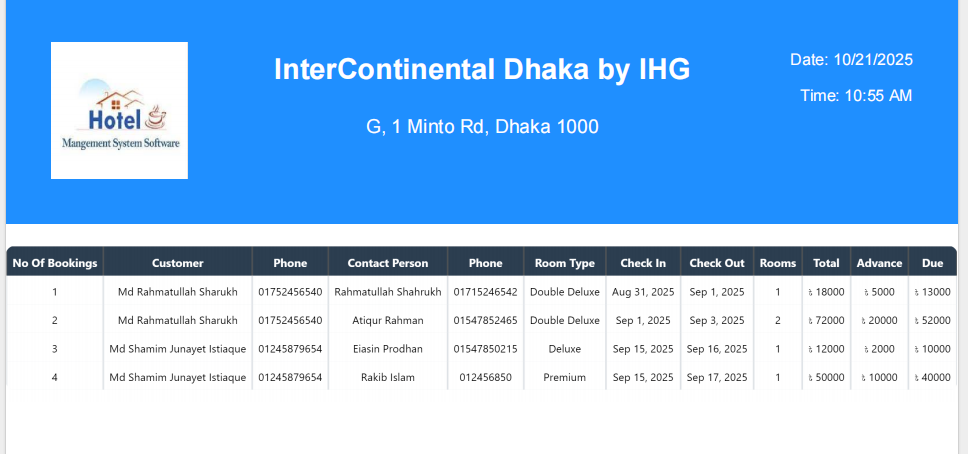 InterContinental Dhaka by IHG
Date: 10/21/2025
Time: 10:55 AM
G, 1 Minto Rd, Dhaka 1000
Hotel
Mangement System Software
No Of Bookings Customer Phone Contact Person Phone Room Type Check In Check Out Rooms Total Advance Due
1 Md Rahmatullah Sharukh 01752456540 Rahmatullah Shahrukh 01715246542 Double Deluxe Aug 31, 2025 Sep 1, 2025 1 ৳ 18000 ৳ 5000 ৳ 13000
2 Md Rahmatullah Sharukh 01752456540 Atiqur Rahman 01547852465 Double Deluxe Sep 1, 2025 Sep 3, 2025 2 ৳ 72000 ৳ 20000 ৳ 52000
3 Md Shamim Junayet Istiaque 01245879654 Eiasin Prodhan 01547850215 Deluxe Sep 15, 2025 Sep 16, 2025 1 ৳ 12000 ৳ 2000 ৳ 10000
4 Md Shamim Junayet Istiaque 01245879654 Rakib Islam 012456850 Premium Sep 15, 2025 Sep 17, 2025 1 ৳ 50000 ৳ 10000 ৳ 40000